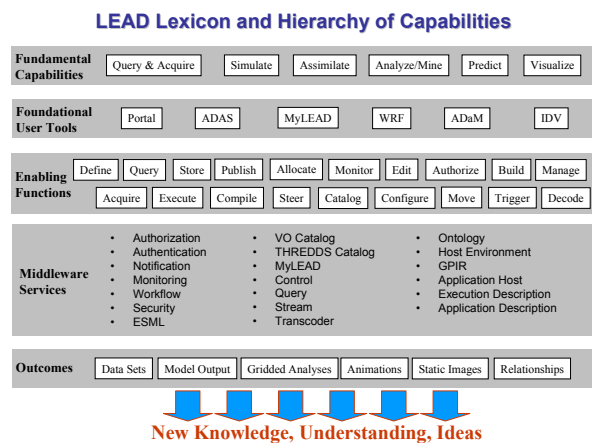 LEAD Lexicon and Hierarchy of Capabilities
Fundamental Capabilities
Query & Acquire Simulate Assimilate Analyze/Mine Predict Visualize
Foundational User Tools
Portal ADAS MyLEAD WRF ADaM IDV
Enabling Functions
Define Query Store Publish Allocate Monitor Edit Authorize Build Manage
Acquire Execute Compile Steer Catalog Configure Move Trigger Decode
Middleware Services
• Authorization
• Authentication
• Notification
• Monitoring
• Workflow
• Security
• ESML
• VO Catalog
• THREDDS Catalog
• MyLEAD
• Control
• Query
• Stream
• Transcoder
• Ontology
• Host Environment
• GPIR
• Application Host
• Execution Description
• Application Description
Outcomes
Data Sets Model Output Gridded Analyses Animations Static Images Relationships
New Knowledge, Understanding, Ideas